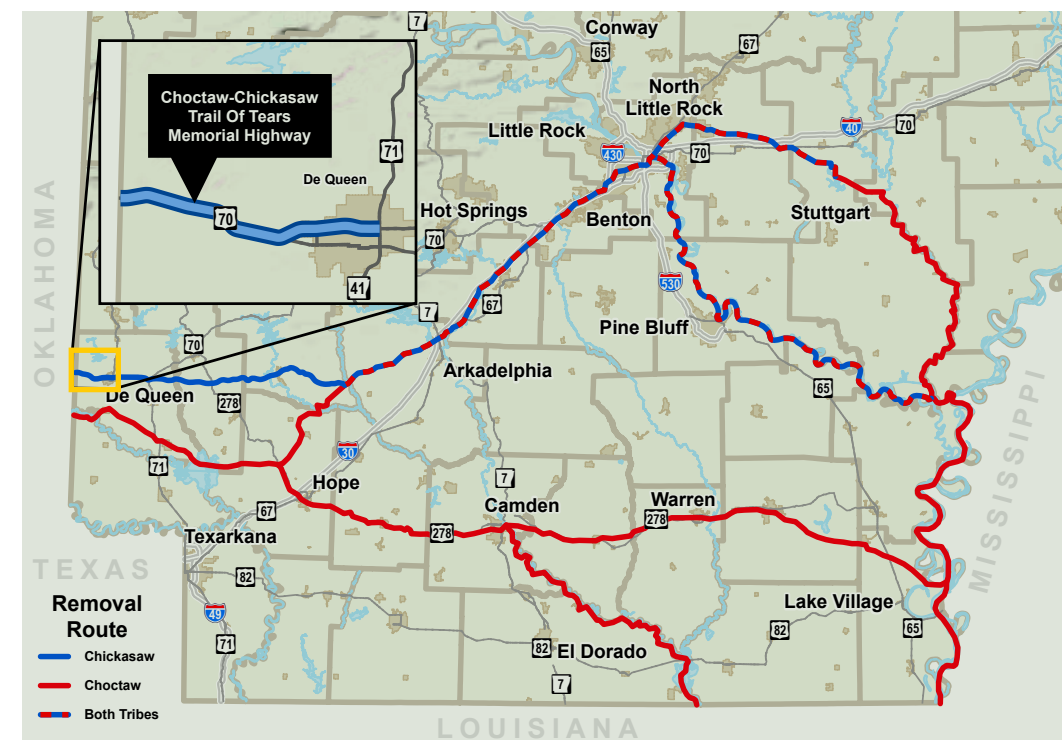 7
Conway
65
67
North
Little Rock
Choctaw-Chickasaw
Trail Of Tears
Memorial Highway
Little Rock
40
70
430
70
71
De Queen
OKLAHOMA
70
Hot Springs
Stuttgart
Benton
70
530
41
67
7
Pine Bluff
70
Arkadelphia
65
De Queen
278
MISSISSIPPI
30
71
7
Hope
Camden
Warren
67
278
278
Texarkana
TEXAS
82
Removal
Route
Lake Village
49
65
82
71
82
El Dorado
Chickasaw
7
Choctaw
Both Tribes
LOUISIANA